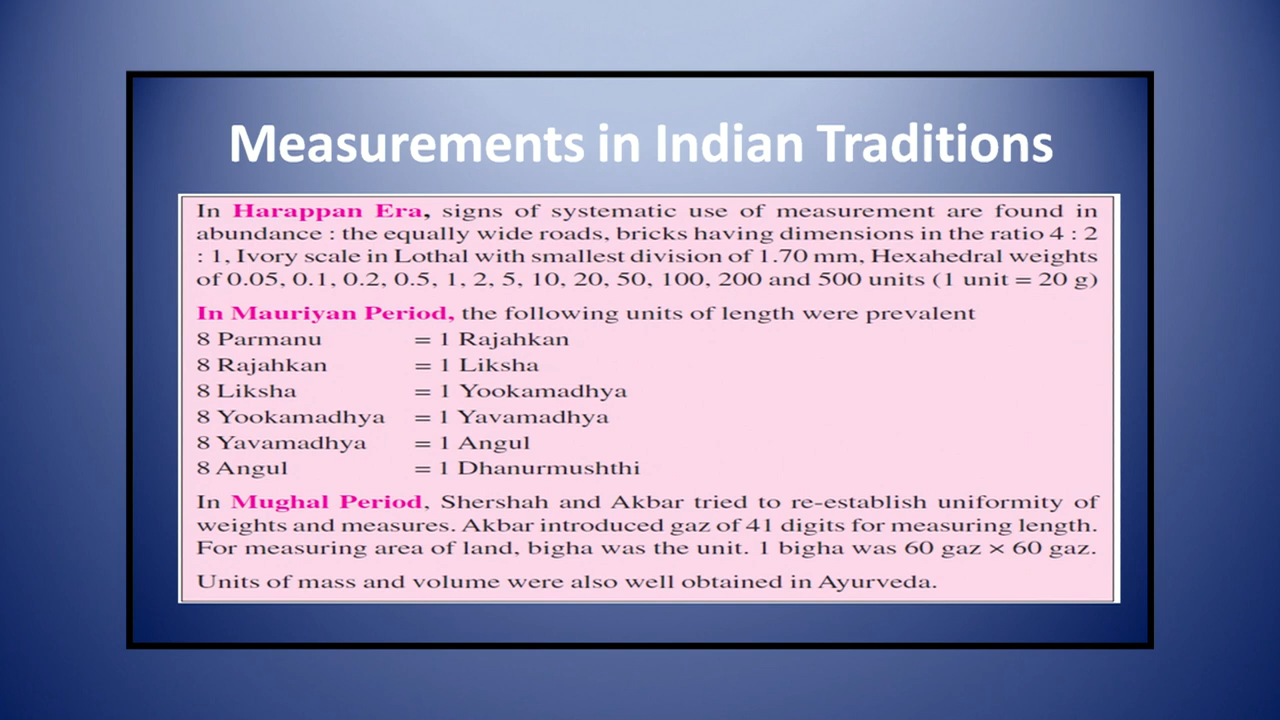 Measurements in Indian Traditions
In Harappan Era, signs of systematic use of measurement are found in
abundance : the equally wide roads, bricks having dimensions in the ratio 4 : 2
: 1, Ivory scale in Lothal with smallest division of 1.70 mm, Hexahedral weights
of 0.05, 0.1, 0.2, 0.5, 1, 2, 5, 10, 20, 50, 100, 200 and 500 units (1 unit = 20 g)
In Mauriyan Period, the following units of length were prevalent
8 Parmanu = 1 Rajahkan
8 Rajahkan = 1 Liksha
8 Liksha = 1 Yookamadhya
8 Yookamadhya = 1 Yavamadhya
8 Yavamadhya = 1 Angul
8 Angul = 1 Dhanurmushthi
In Mughal Period, Shershah and Akbar tried to re-establish uniformity of
weights and measures. Akbar introduced gaz of 41 digits for measuring length.
For measuring area of land, bigha was the unit. 1 bigha was 60 gaz × 60 gaz.
Units of mass and volume were also well obtained in Ayurveda.